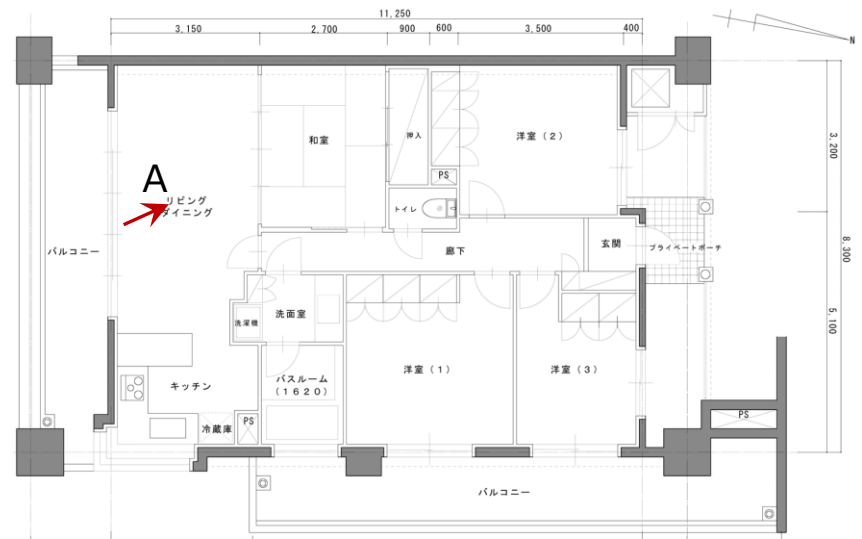 11,250
3,150
2,700
900
600
3,500
400
N
和室
押入
洋室(2)
3,200
A
リビング
ダイニング
PS
トイレ
バルコニー
廊下
玄関
プライベートポーチ
8,300
洗面室
洗濯機
5,100
キッチン
バスルーム
(1620)
洋室(1)
洋室(3)
冷蔵庫
PS
PS
バルコニー